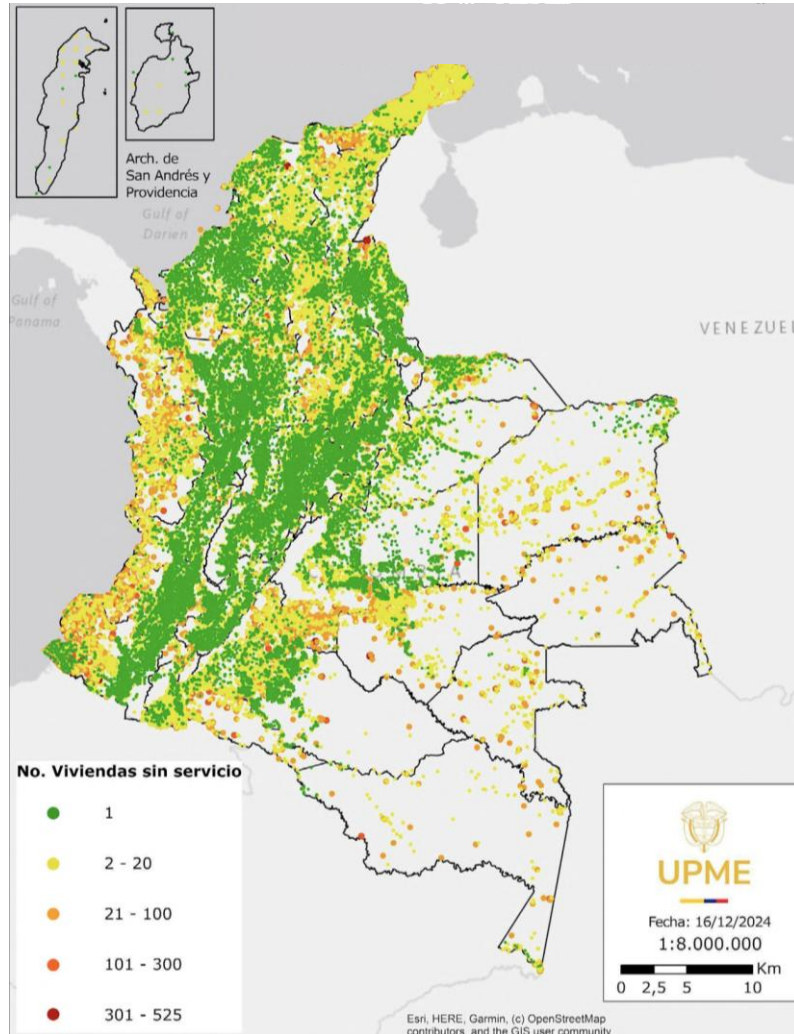 Arch. de
San Andrés y
Providencia
Gulf of
Darien
Gulf of
Panama
VENEZUE
No. Viviendas sin servicio
1
2 - 20
21 - 100
101 - 300
301 - 525
UPME
Fecha: 16/12/2024
1:8.000.000
Km
0 2,5 5 10
Esri, HERE, Garmin, (c) OpenStreetMap
contributors, and the GIS user community